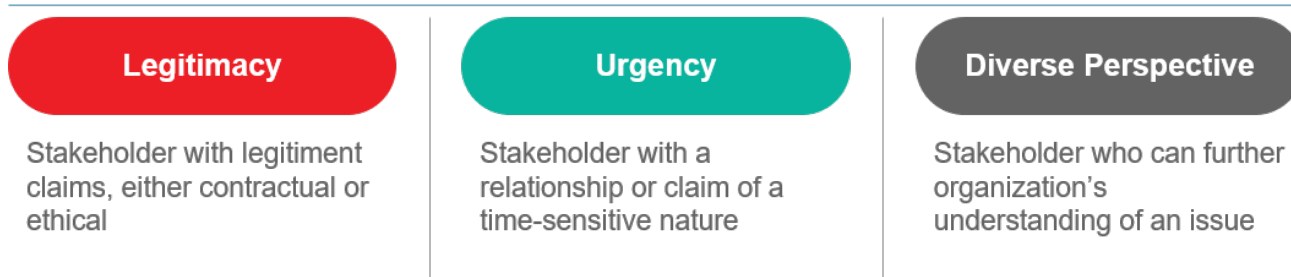 Legitimacy
Stakeholder with legitiment
claims, either contractual or
ethical
Urgency
Stakeholder with a
relationship or claim of a
time-sensitive nature
Diverse Perspective
Stakeholder who can further
organization’s
understanding of an issue